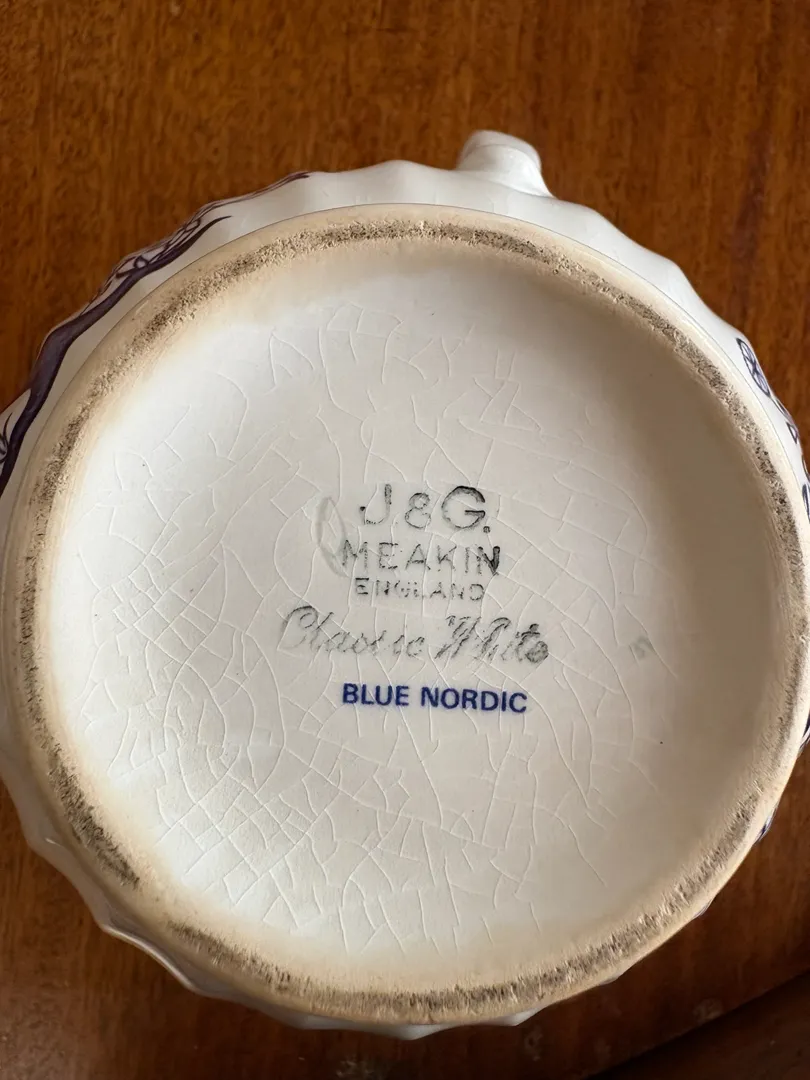 J & G.
MEAKIN
ENGLAND
Classic White
BLUE NORDIC